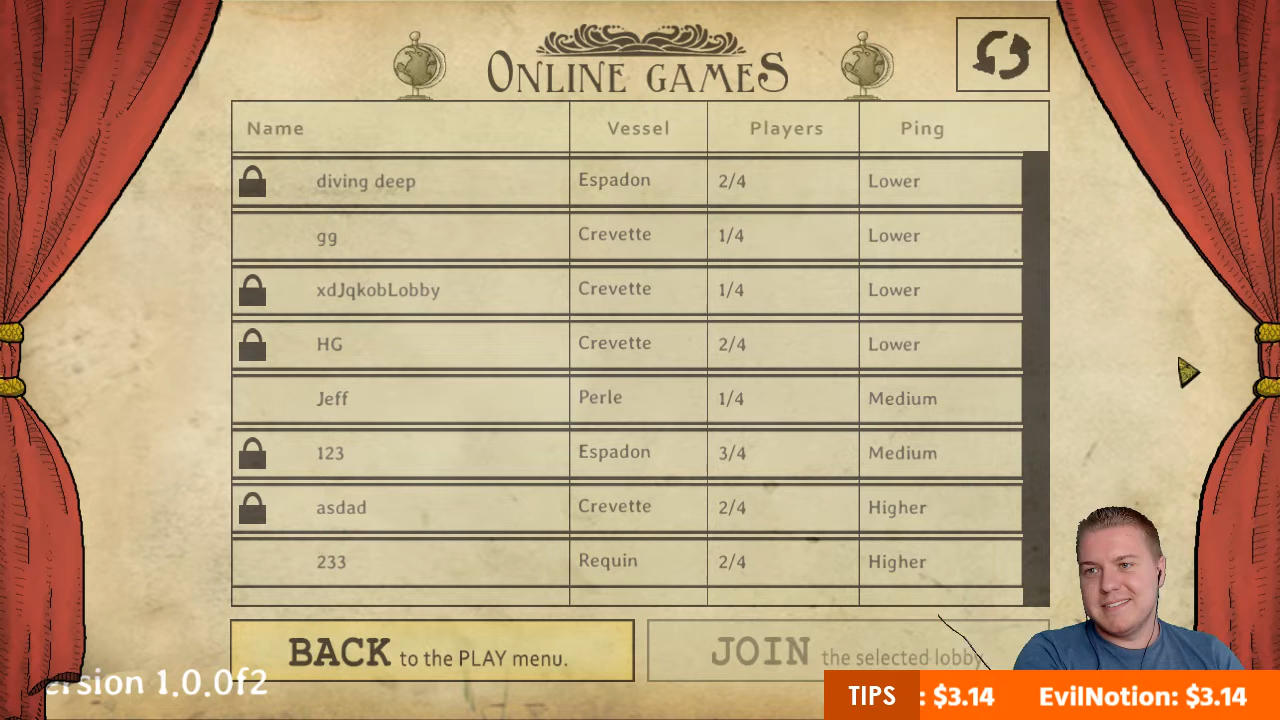 ONLINE GAMES
Name Vessel Players Ping
diving deep Espadon 2/4 Lower
gg Crevette 1/4 Lower
xdJqkobLobby Crevette 1/4 Lower
HG Crevette 2/4 Lower
Jeff Perle 1/4 Medium
123 Espadon 3/4 Medium
asdad Crevette 2/4 Higher
233 Requin 2/4 Higher
BACK to the PLAY menu. JOIN the selected lobby
ersion 1.0.0f2
TIPS : $3.14 EvilNotion: $3.14